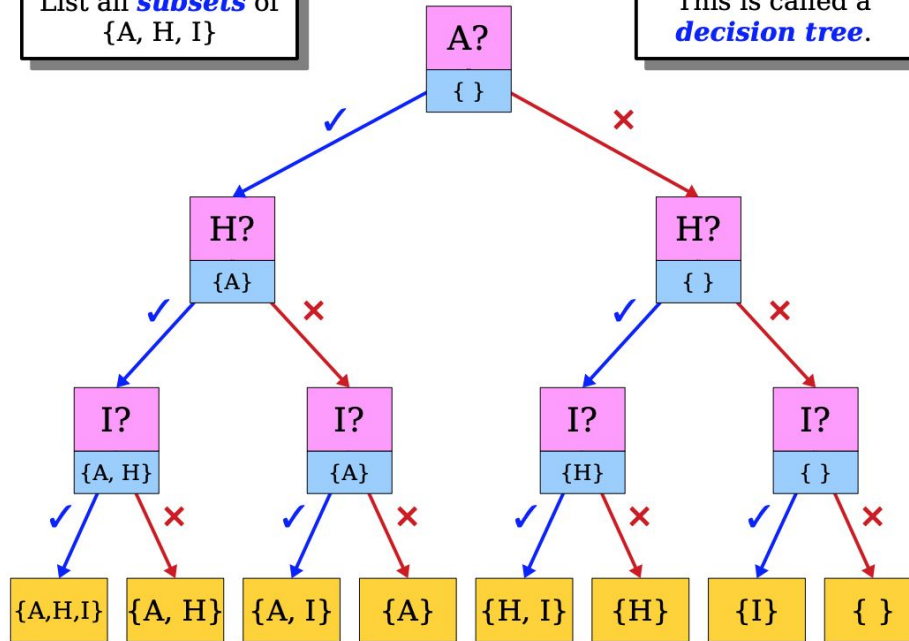 List all subsets of
{A, H, I}
This is called a
decision tree.
A?
{ }
✓
×
H?
{A}
H?
{ }
✓
×
✓
×
I?
{A, H}
I?
{A}
I?
{H}
I?
{ }
✓
×
✓
×
✓
×
✓
×
{A,H,I}
{A, H}
{A, I}
{A}
{H, I}
{H}
{I}
{ }